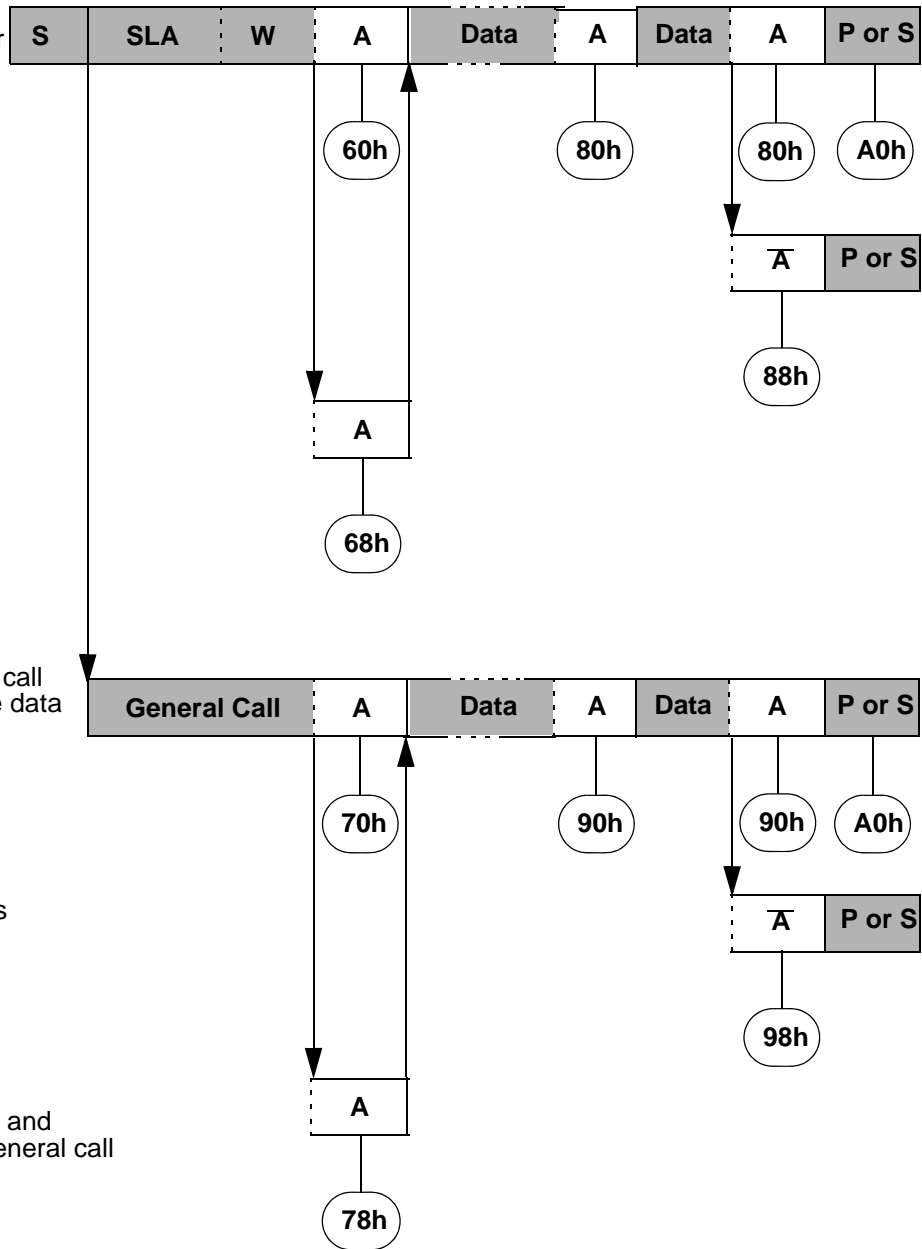 r S SLA W A Data A Data A P or S
60h 80h 80h A0h
A̅ P or S
88h
A
68h
call
e data
General Call A Data A Data A P or S
70h 90h 90h A0h
s
A̅ P or S
98h
A
and
eneral call
78h